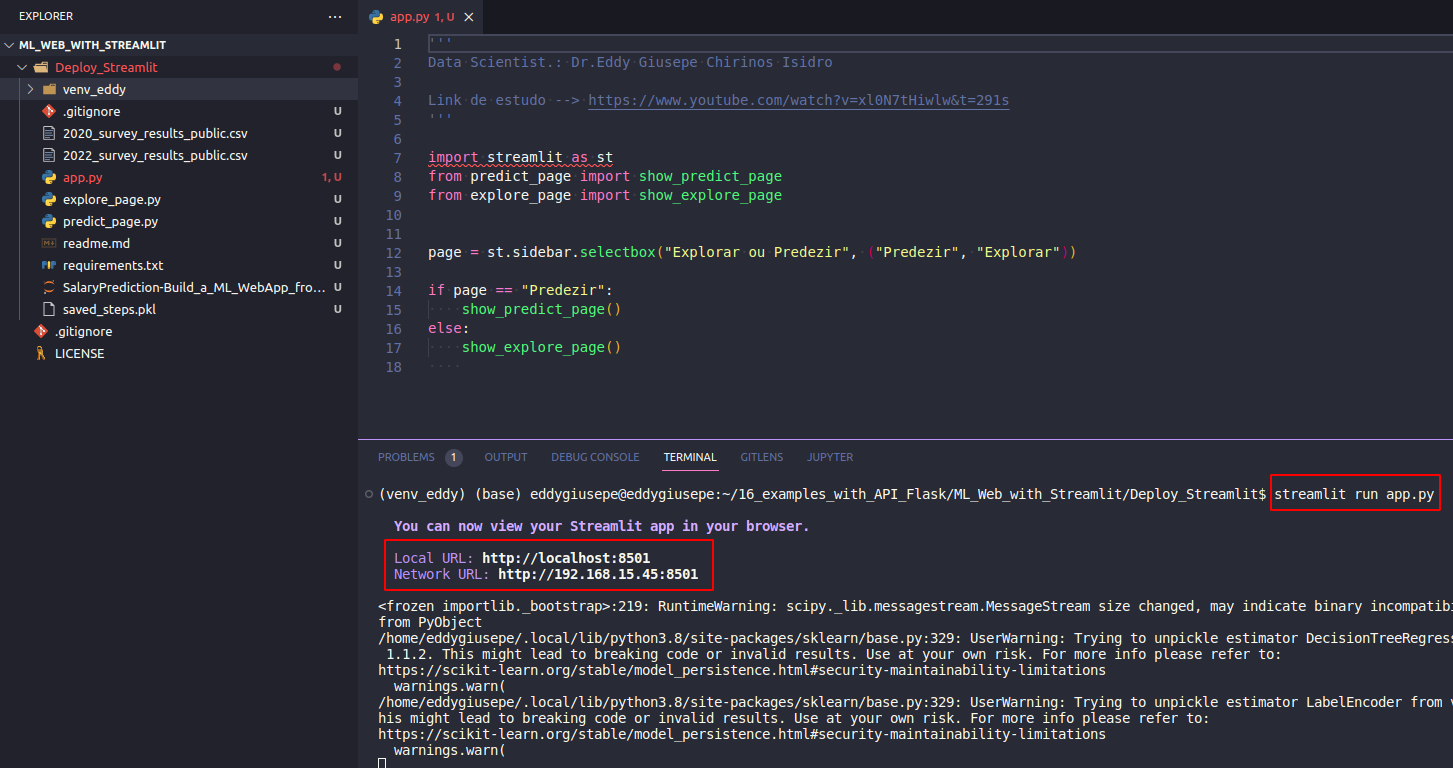 EXPLORER
ML_WEB_WITH_STREAMLIT
Deploy_Streamlit
venv_eddy
.gitignore U
2020_survey_results_public.csv U
2022_survey_results_public.csv U
app.py 1, U
explore_page.py U
predict_page.py U
readme.md U
requirements.txt U
SalaryPrediction-Build_a_ML_WebApp_fro... U
saved_steps.pkl U
.gitignore
LICENSE
app.py 1, U
1 '''
2 Data Scientist.: Dr.Eddy Giusepe Chirinos Isidro
3
4 Link de estudo --> https://www.youtube.com/watch?v=xl0N7tHiwlw&t=291s
5 '''
6
7 import streamlit as st
8 from predict_page import show_predict_page
9 from explore_page import show_explore_page
10
11
12 page = st.sidebar.selectbox("Explorar ou Predezir", ("Predezir", "Explorar"))
13
14 if page == "Predezir":
15     show_predict_page()
16 else:
17     show_explore_page()
18
PROBLEMS 1 OUTPUT DEBUG CONSOLE TERMINAL GITLENS JUPYTER
(venv_eddy) (base) eddygiusepe@eddygiusepe:~/16_examples_with_API_Flask/ML_Web_with_Streamlit/Deploy_Streamlit$ streamlit run app.py
You can now view your Streamlit app in your browser.
Local URL: http://localhost:8501
Network URL: http://192.168.15.45:8501
<frozen importlib._bootstrap>:219: RuntimeWarning: scipy._lib.messagestream.MessageStream size changed, may indicate binary incompatibi
from PyObject
/home/eddygiusepe/.local/lib/python3.8/site-packages/sklearn/base.py:329: UserWarning: Trying to unpickle estimator DecisionTreeRegress
1.1.2. This might lead to breaking code or invalid results. Use at your own risk. For more info please refer to:
https://scikit-learn.org/stable/model_persistence.html#security-maintainability-limitations
warnings.warn(
/home/eddygiusepe/.local/lib/python3.8/site-packages/sklearn/base.py:329: UserWarning: Trying to unpickle estimator LabelEncoder from v
his might lead to breaking code or invalid results. Use at your own risk. For more info please refer to:
https://scikit-learn.org/stable/model_persistence.html#security-maintainability-limitations
warnings.warn(